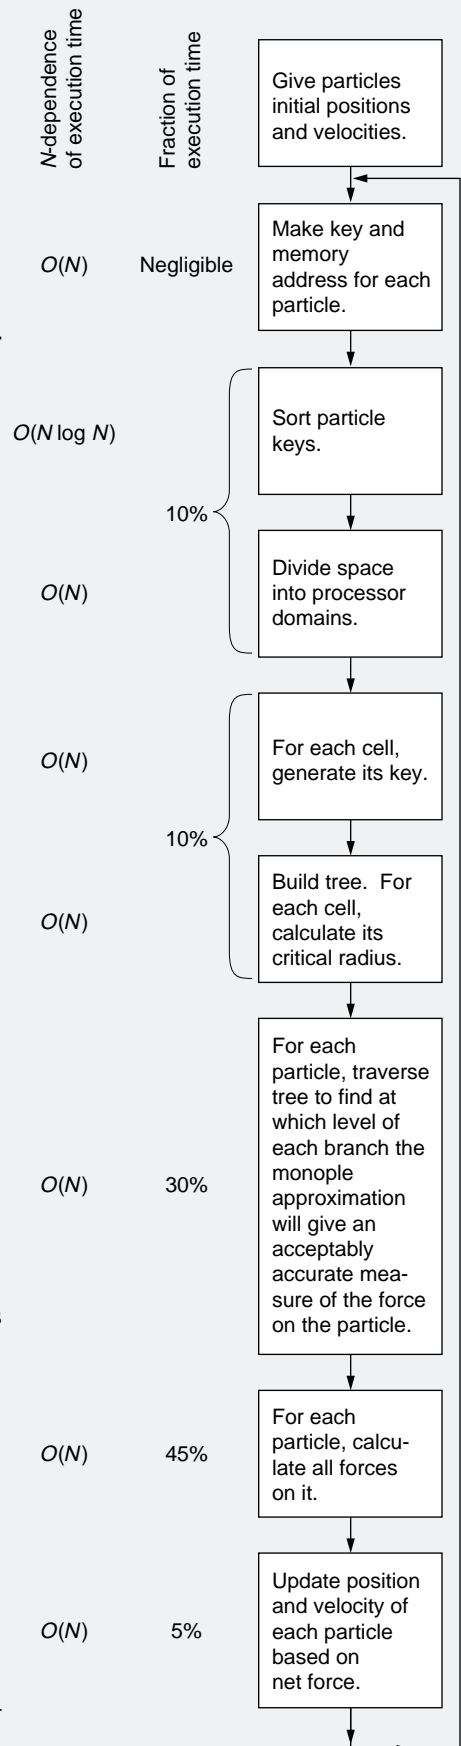 N-dependence
of execution time
Fraction of
execution time
Give particles
initial positions
and velocities.
O(N)
Negligible
Make key and
memory
address for each
particle.
O(N log N)
Sort particle
keys.
10%
O(N)
Divide space
into processor
domains.
O(N)
For each cell,
generate its key.
10%
O(N)
Build tree. For
each cell,
calculate its
critical radius.
O(N)
30%
For each
particle, traverse
tree to find at
which level of
each branch the
monople
approximation
will give an
acceptably
accurate mea-
sure of the force
on the particle.
O(N)
45%
For each
particle, calcu-
late all forces
on it.
O(N)
5%
Update position
and velocity of
each particle
based on
net force.